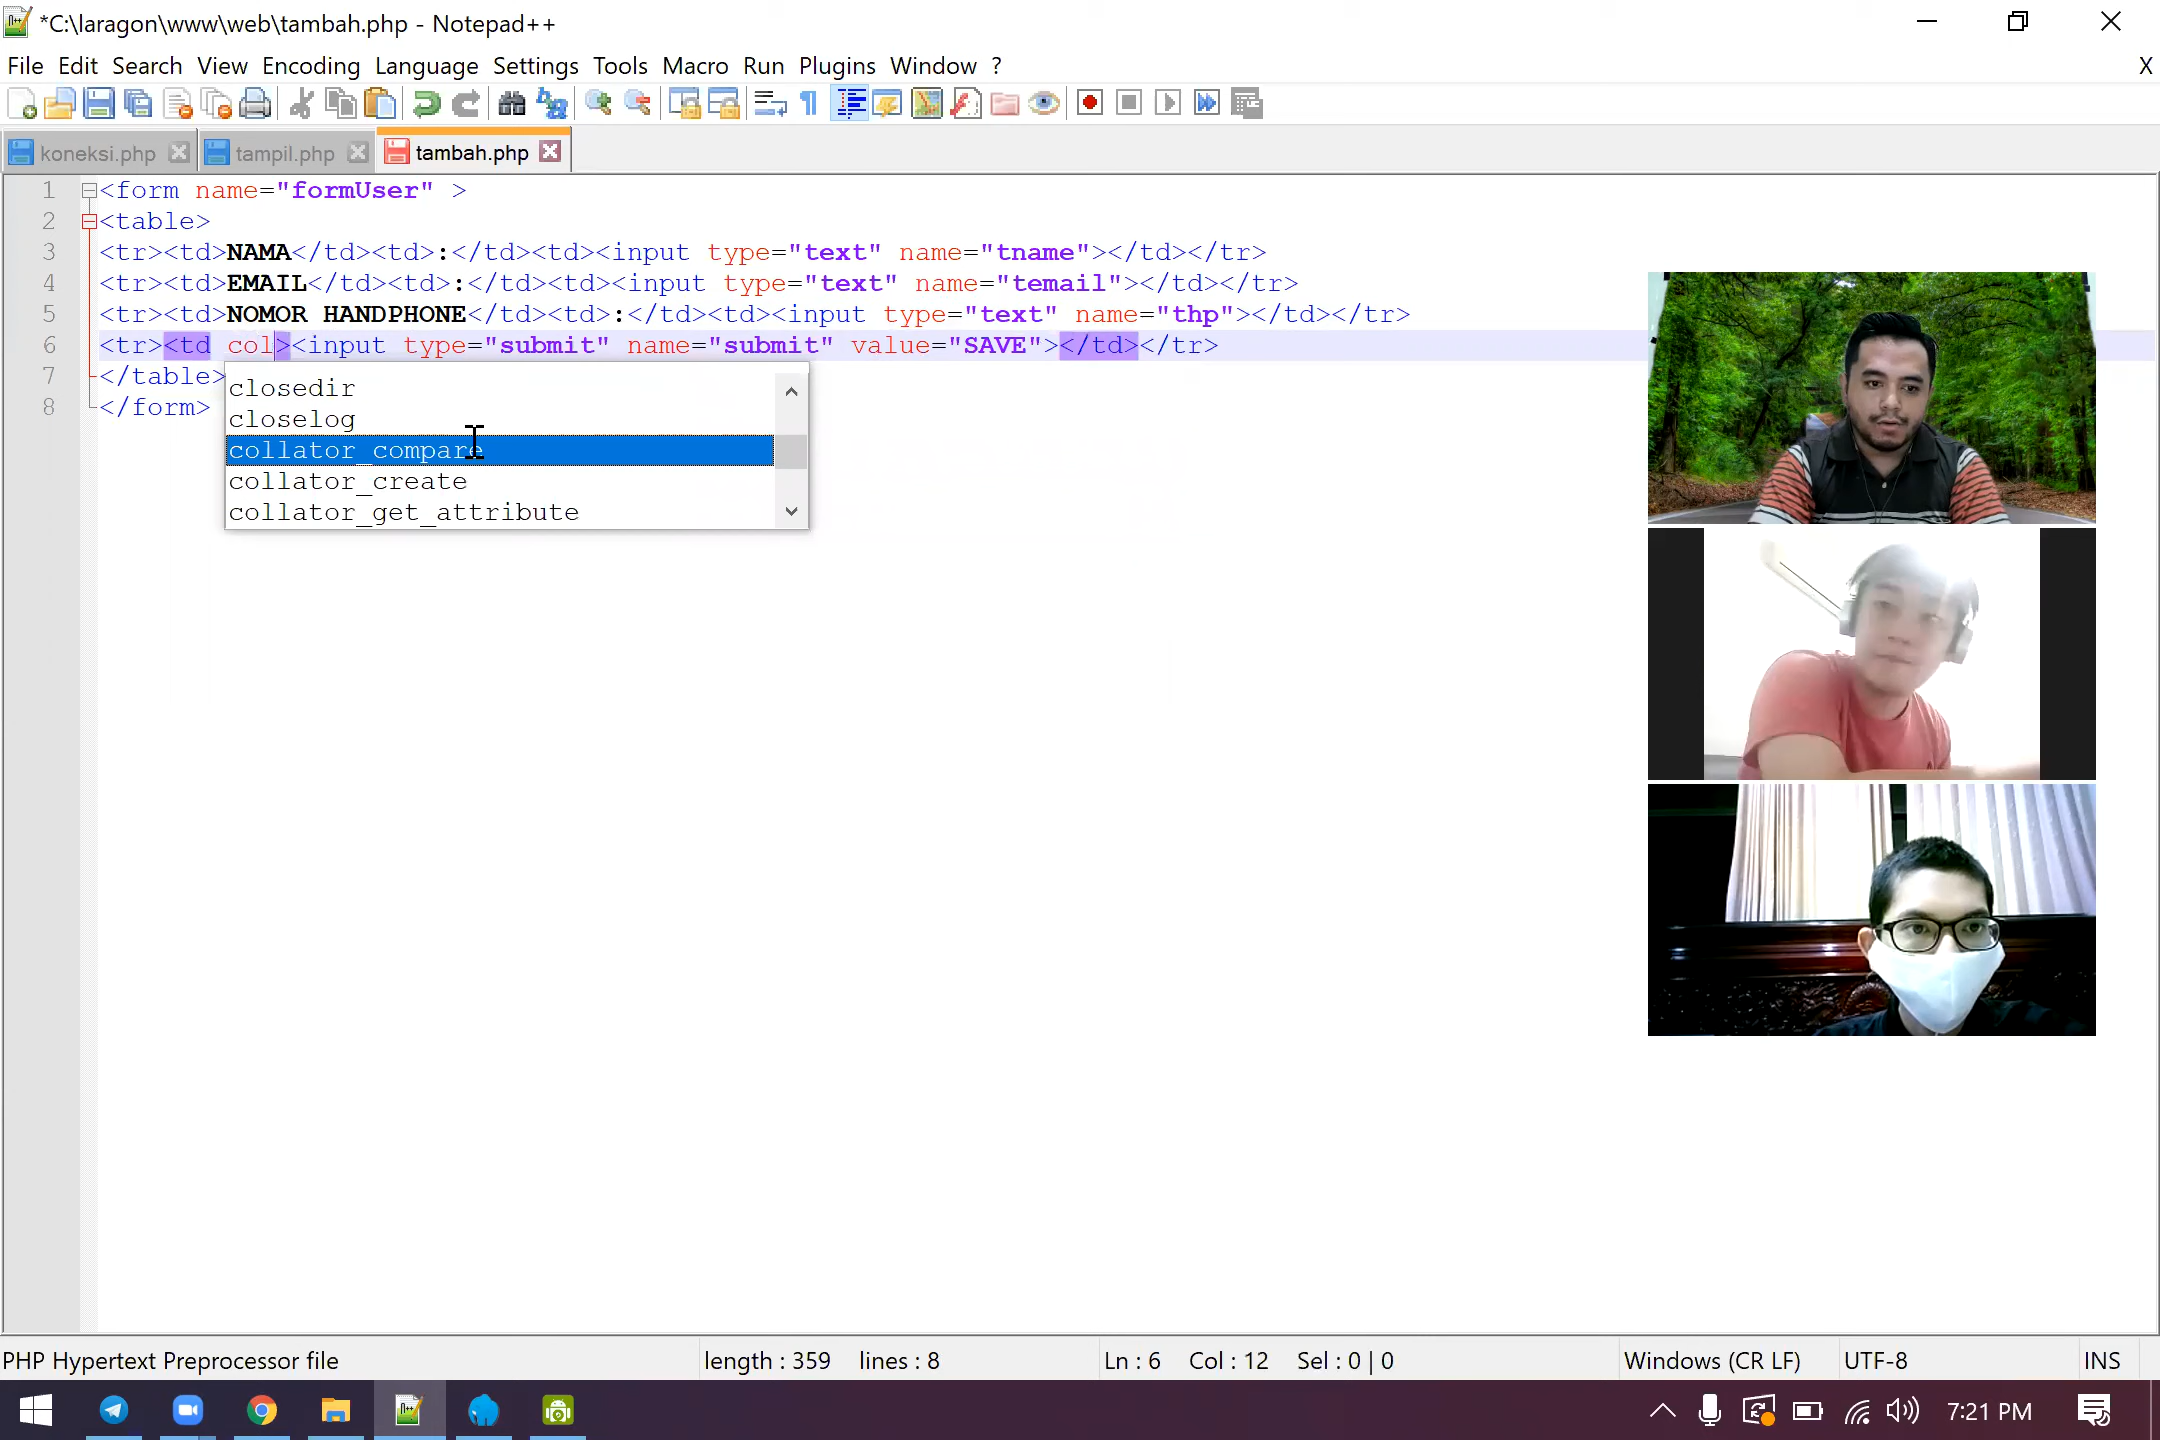 *C:\laragon\www\web\tambah.php - Notepad++
File Edit Search View Encoding Language Settings Tools Macro Run Plugins Window ? X
koneksi.php tampil.php tambah.php
1 <form name="formUser" >
2 <table>
3 <tr><td>NAMA</td><td>:</td><td><input type="text" name="tname"></td></tr>
4 <tr><td>EMAIL</td><td>:</td><td><input type="text" name="temail"></td></tr>
5 <tr><td>NOMOR HANDPHONE</td><td>:</td><td><input type="text" name="thp"></td></tr>
6 <tr><td col><input type="submit" name="submit" value="SAVE"></td></tr>
7 </table>
8 </form>
closedir
closelog
collator_compare
collator_create
collator_get_attribute
PHP Hypertext Preprocessor file length : 359 lines : 8 Ln : 6 Col : 12 Sel : 0 | 0 Windows (CR LF) UTF-8 INS
7:21 PM